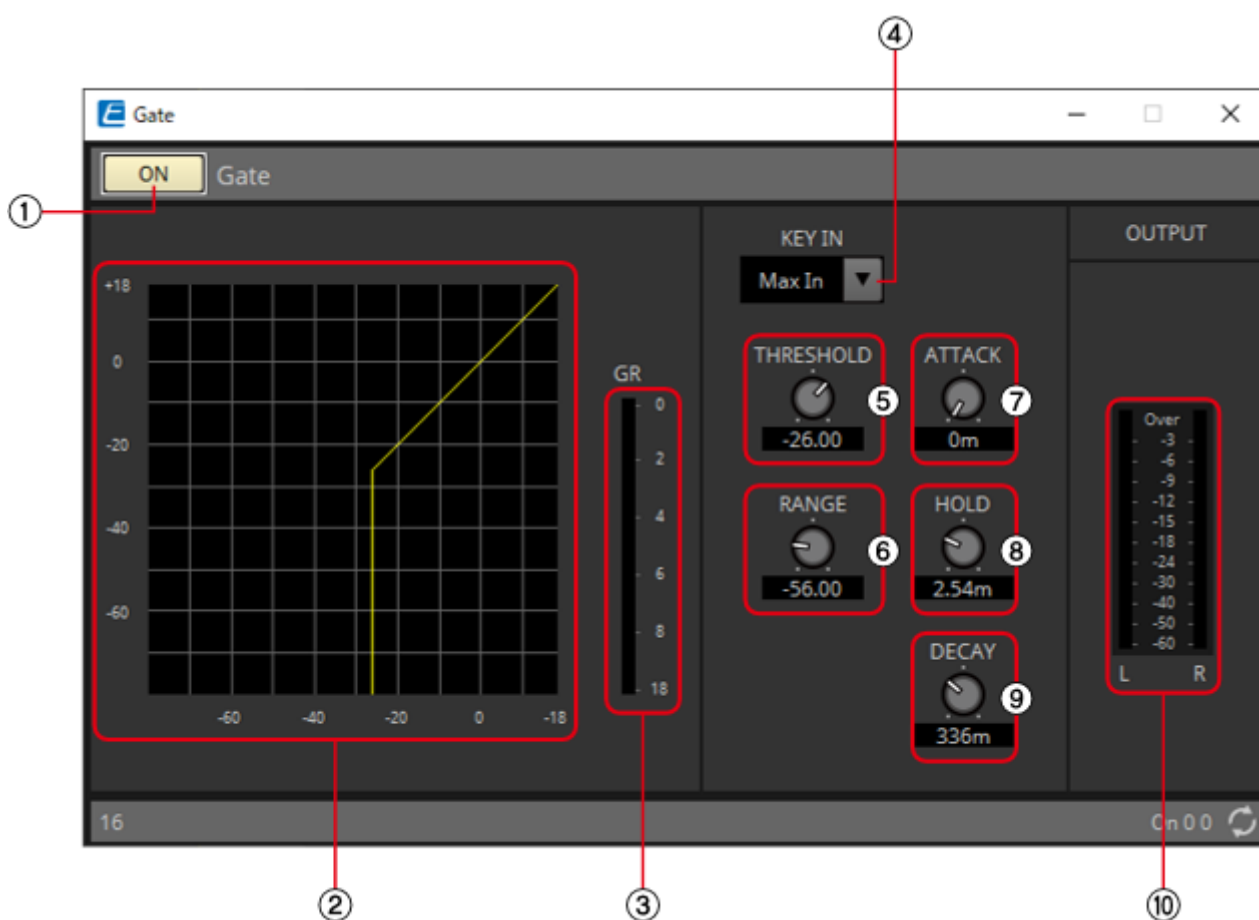 ④
Gate
ON Gate
①
KEY IN
OUTPUT
Max In
+18
0
-20
-40
-60
-60 -40 -20 0 -18
GR
0
2
4
6
8
18
THRESHOLD
⑤
-26.00
ATTACK
⑦
0m
RANGE
⑥
-56.00
HOLD
⑧
2.54m
DECAY
⑨
336m
Over
-3
-6
-9
-12
-15
-18
-24
-30
-40
-50
-60
L R
16
On 0 0
②
③
⑩